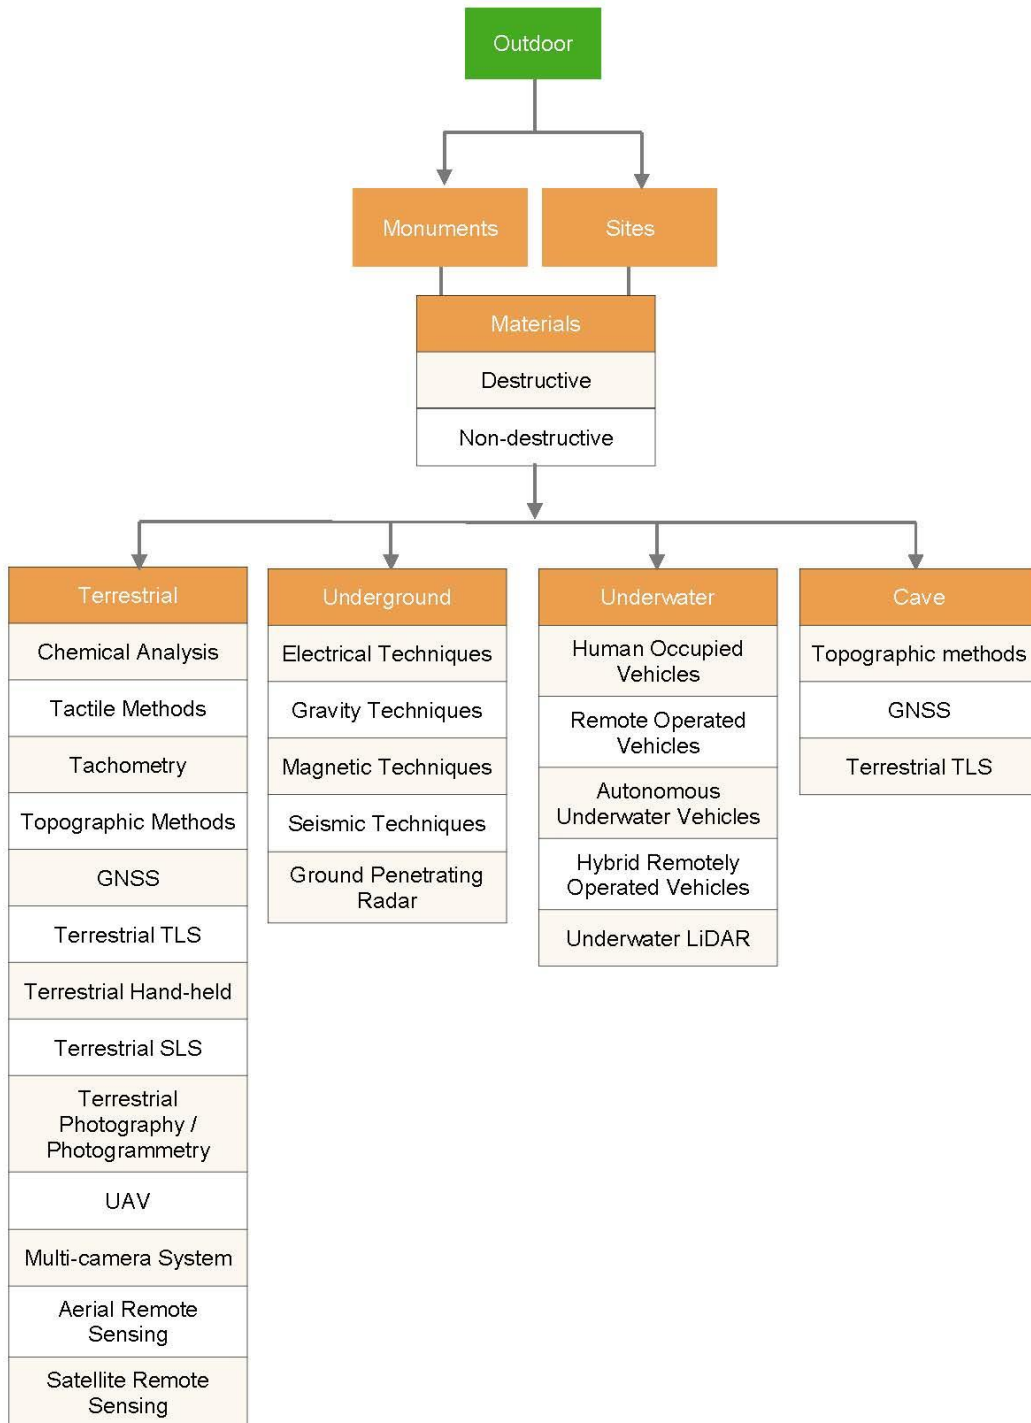 Outdoor
Monuments
Sites
Materials
Destructive
Non-destructive
Terrestrial
Chemical Analysis
Tactile Methods
Tachometry
Topographic Methods
GNSS
Terrestrial TLS
Terrestrial Hand-held
Terrestrial SLS
Terrestrial
Photography /
Photogrammetry
UAV
Multi-camera System
Aerial Remote
Sensing
Satellite Remote
Sensing
Underground
Electrical Techniques
Gravity Techniques
Magnetic Techniques
Seismic Techniques
Ground Penetrating
Radar
Underwater
Human Occupied
Vehicles
Remote Operated
Vehicles
Autonomous
Underwater Vehicles
Hybrid Remotely
Operated Vehicles
Underwater LiDAR
Cave
Topographic methods
GNSS
Terrestrial TLS